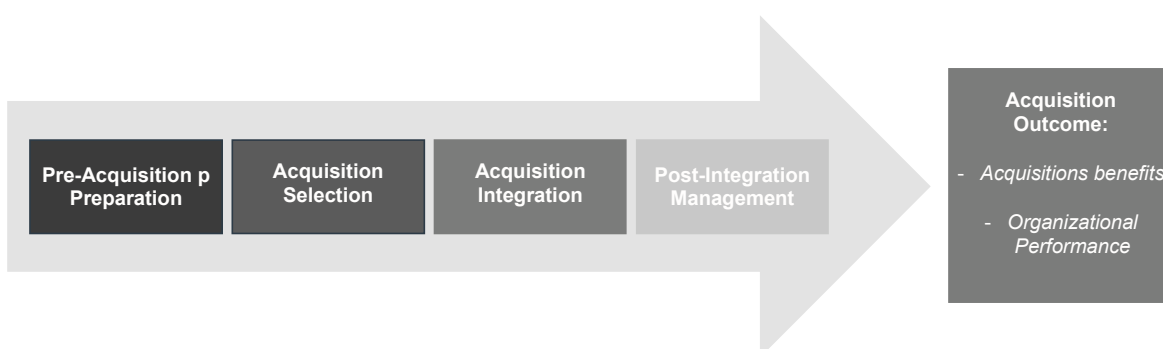 Pre-Acquisition p
Preparation
Acquisition
Selection
Acquisition
Integration
Post-Integration
Management
Acquisition
Outcome:
- Acquisitions benefits
- Organizational
Performance